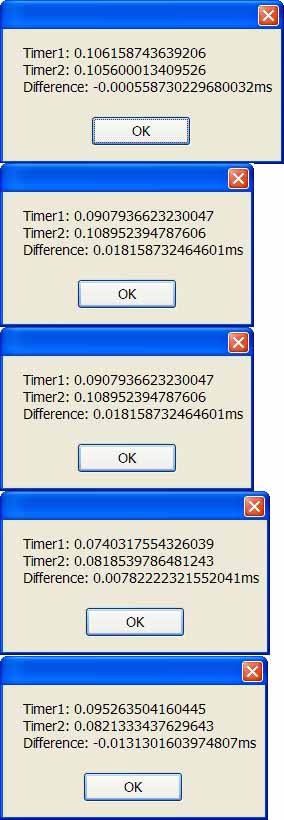 Timer1: 0.106158743639206
Timer2: 0.105600013409526
Difference: -0.000558730229680032ms
OK
Timer1: 0.0907936623230047
Timer2: 0.108952394787606
Difference: 0.018158732464601ms
OK
Timer1: 0.0907936623230047
Timer2: 0.108952394787606
Difference: 0.018158732464601ms
OK
Timer1: 0.0740317554326039
Timer2: 0.0818539786481243
Difference: 0.00782222321552041ms
OK
Timer1: 0.095263504160445
Timer2: 0.0821333437629643
Difference: -0.0131301603974807ms
OK